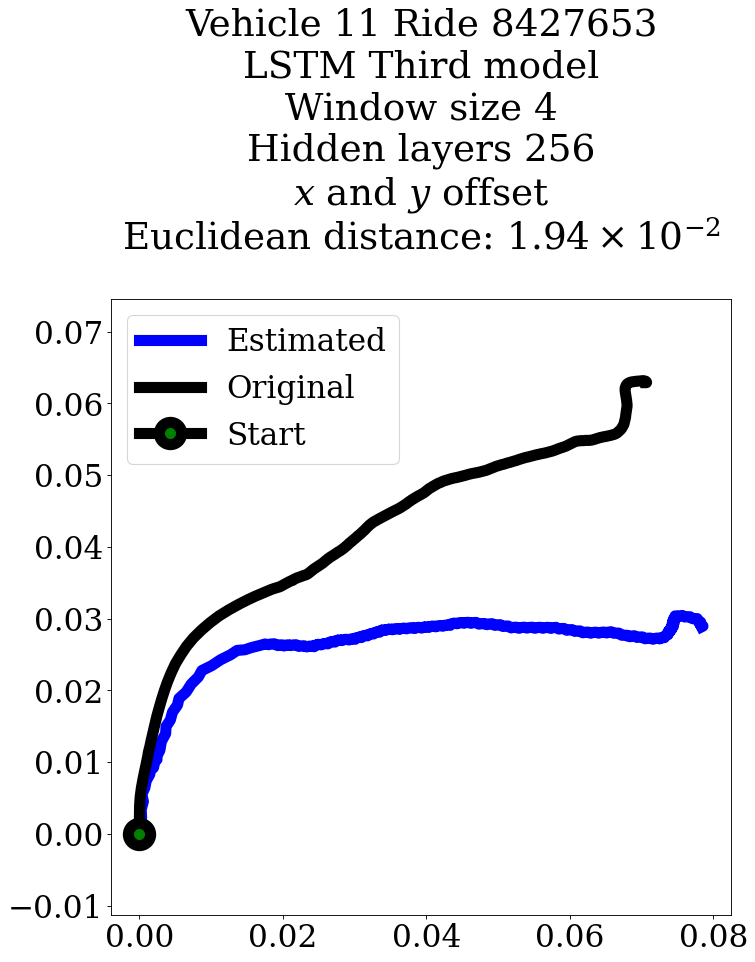 Vehicle 11 Ride 8427653
LSTM Third model
Window size 4
Hidden layers 256
x and y offset
Euclidean distance: 1.94 × 10⁻²
Estimated
Original
Start
0.07
0.06
0.05
0.04
0.03
0.02
0.01
0.00
−0.01
0.00 0.02 0.04 0.06 0.08